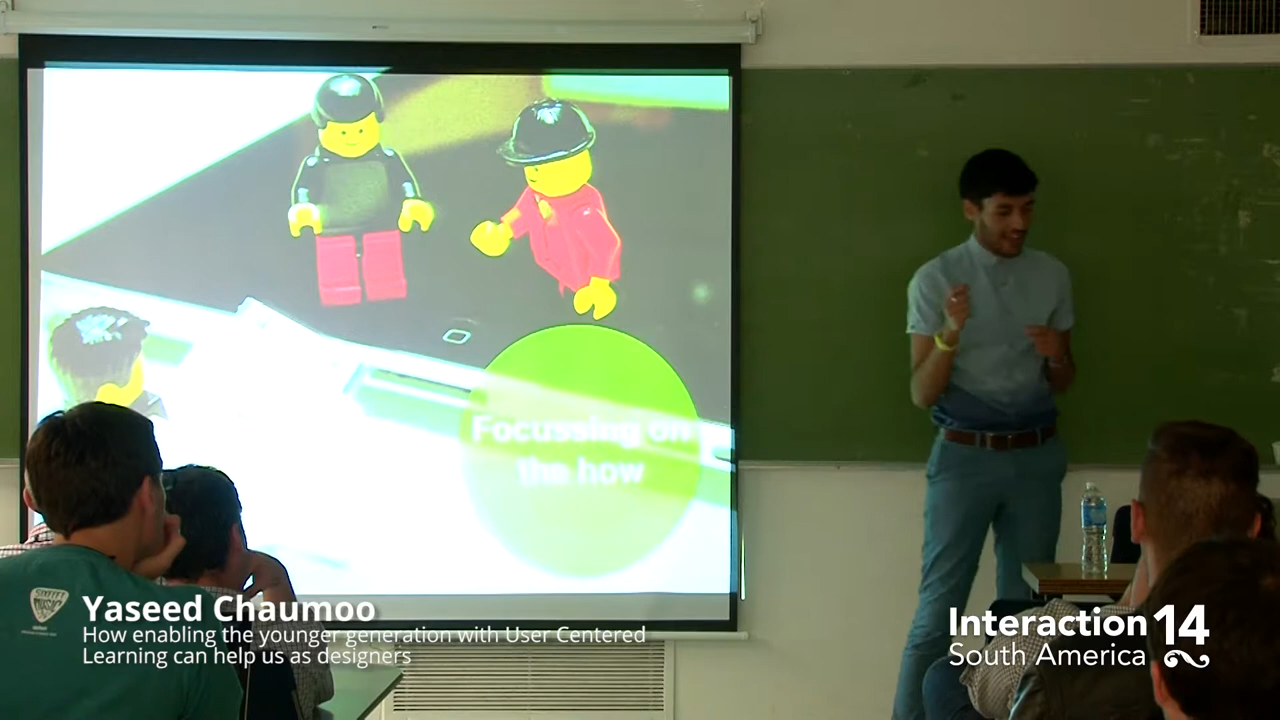 Focussing on
the how
Yaseed Chaumoo
How enabling the younger generation with User Centered
Learning can help us as designers
Interaction 14
South America